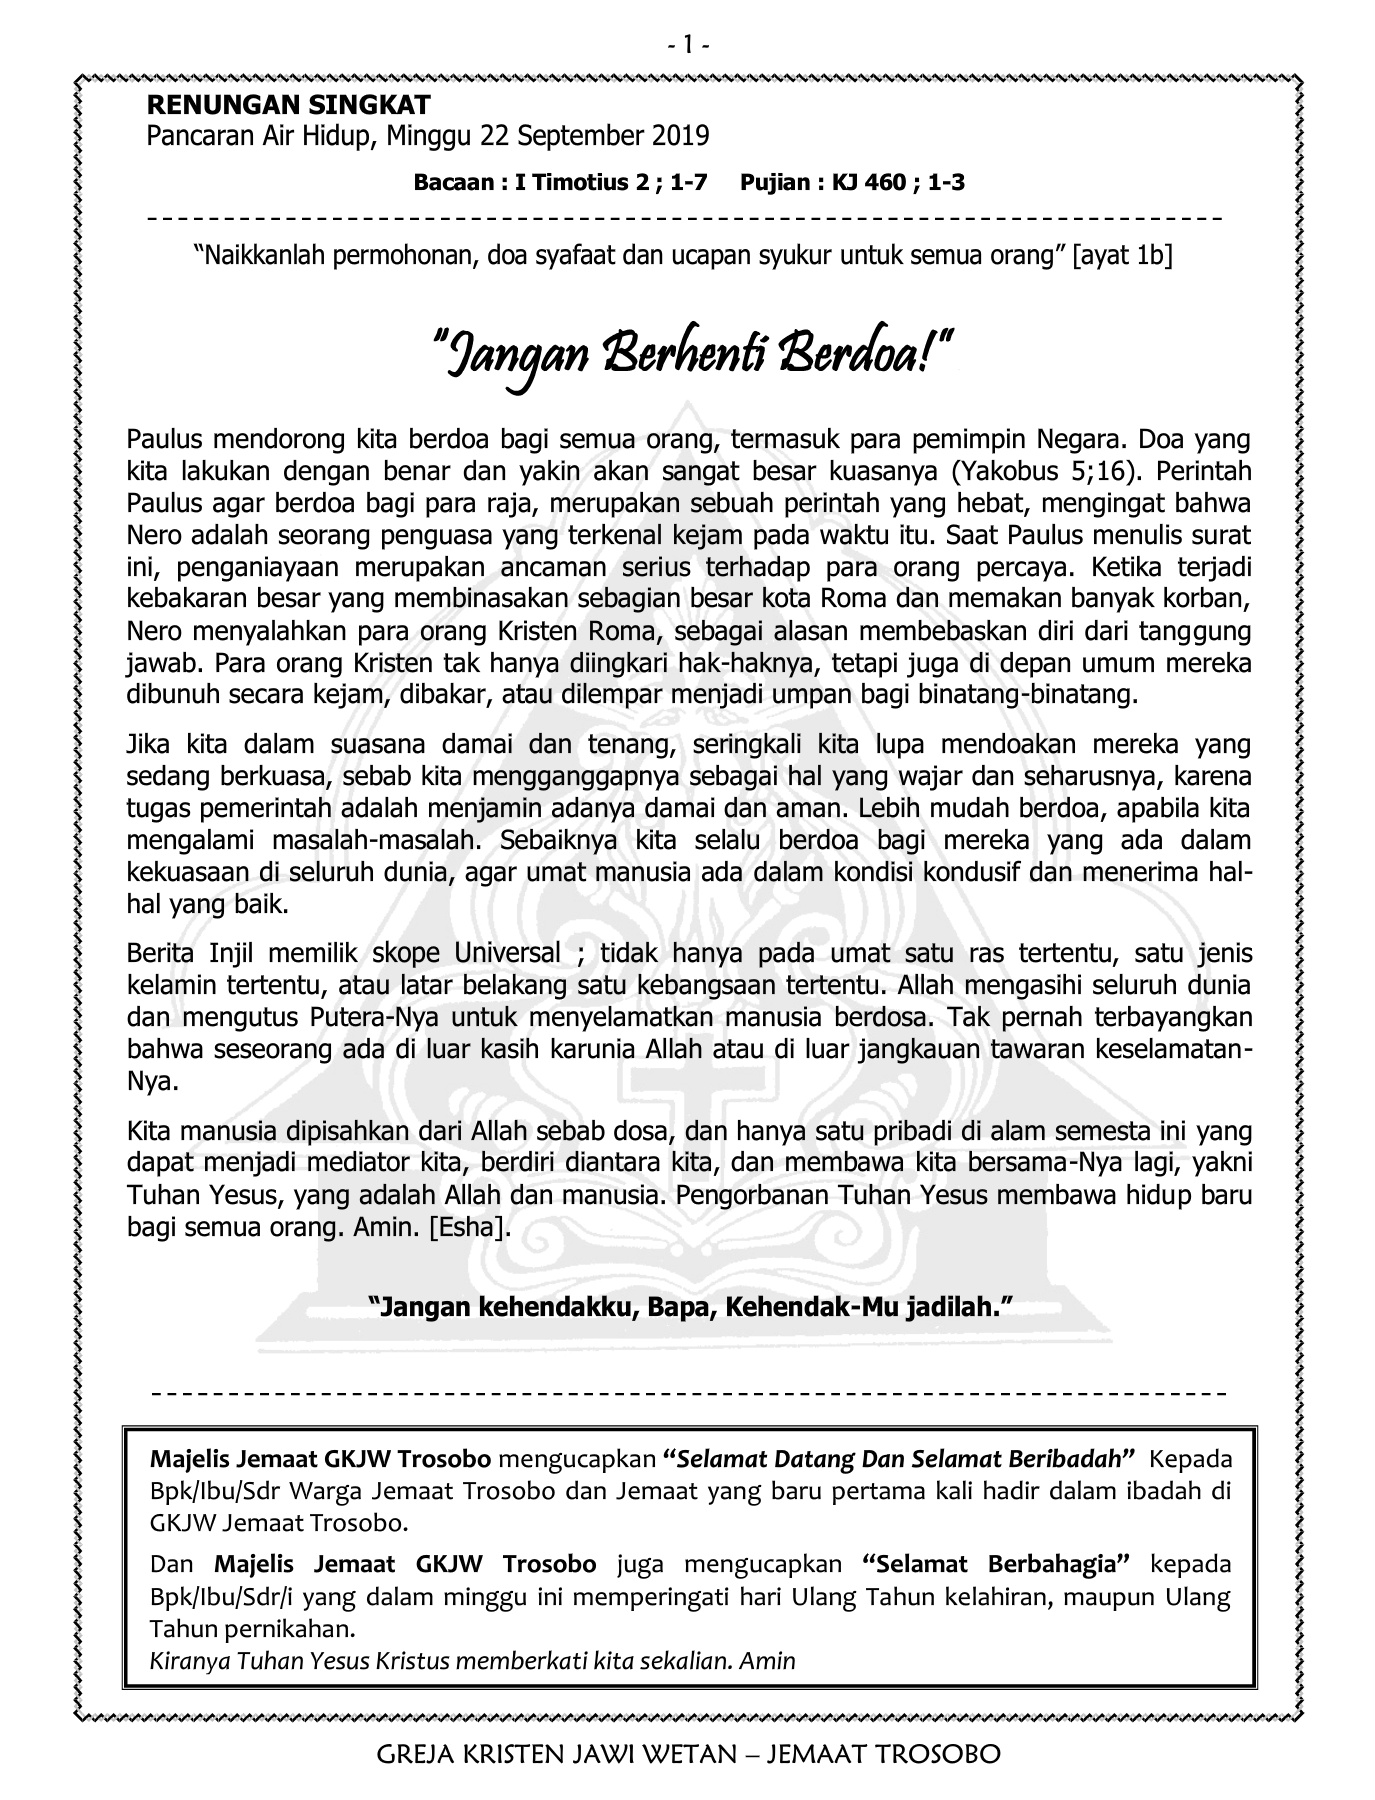 - 1 -
RENUNGAN SINGKAT
Pancaran Air Hidup, Minggu 22 September 2019
Bacaan : I Timotius 2 ; 1-7 Pujian : KJ 460 ; 1-3
“Naikkanlah permohonan, doa syafaat dan ucapan syukur untuk semua orang” [ayat 1b]
“Jangan Berhenti Berdoa!“
Paulus mendorong kita berdoa bagi semua orang, termasuk para pemimpin Negara. Doa yang
kita lakukan dengan benar dan yakin akan sangat besar kuasanya (Yakobus 5;16). Perintah
Paulus agar berdoa bagi para raja, merupakan sebuah perintah yang hebat, mengingat bahwa
Nero adalah seorang penguasa yang terkenal kejam pada waktu itu. Saat Paulus menulis surat
ini, penganiayaan merupakan ancaman serius terhadap para orang percaya. Ketika terjadi
kebakaran besar yang membinasakan sebagian besar kota Roma dan memakan banyak korban,
Nero menyalahkan para orang Kristen Roma, sebagai alasan membebaskan diri dari tanggung
jawab. Para orang Kristen tak hanya diingkari hak-haknya, tetapi juga di depan umum mereka
dibunuh secara kejam, dibakar, atau dilempar menjadi umpan bagi binatang-binatang.
Jika kita dalam suasana damai dan tenang, seringkali kita lupa mendoakan mereka yang
sedang berkuasa, sebab kita mengganggapnya sebagai hal yang wajar dan seharusnya, karena
tugas pemerintah adalah menjamin adanya damai dan aman. Lebih mudah berdoa, apabila kita
mengalami masalah-masalah. Sebaiknya kita selalu berdoa bagi mereka yang ada dalam
kekuasaan di seluruh dunia, agar umat manusia ada dalam kondisi kondusif dan menerima hal-
hal yang baik.
Berita Injil memilik skope Universal ; tidak hanya pada umat satu ras tertentu, satu jenis
kelamin tertentu, atau latar belakang satu kebangsaan tertentu. Allah mengasihi seluruh dunia
dan mengutus Putera-Nya untuk menyelamatkan manusia berdosa. Tak pernah terbayangkan
bahwa seseorang ada di luar kasih karunia Allah atau di luar jangkauan tawaran keselamatan-
Nya.
Kita manusia dipisahkan dari Allah sebab dosa, dan hanya satu pribadi di alam semesta ini yang
dapat menjadi mediator kita, berdiri diantara kita, dan membawa kita bersama-Nya lagi, yakni
Tuhan Yesus, yang adalah Allah dan manusia. Pengorbanan Tuhan Yesus membawa hidup baru
bagi semua orang. Amin. [Esha].
“Jangan kehendakku, Bapa, Kehendak-Mu jadilah.”
Majelis Jemaat GKJW Trosobo mengucapkan “Selamat Datang Dan Selamat Beribadah” Kepada
Bpk/Ibu/Sdr Warga Jemaat Trosobo dan Jemaat yang baru pertama kali hadir dalam ibadah di
GKJW Jemaat Trosobo.
Dan Majelis Jemaat GKJW Trosobo juga mengucapkan “Selamat Berbahagia” kepada
Bpk/Ibu/Sdr/i yang dalam minggu ini memperingati hari Ulang Tahun kelahiran, maupun Ulang
Tahun pernikahan.
Kiranya Tuhan Yesus Kristus memberkati kita sekalian. Amin
GREJA KRISTEN JAWI WETAN – JEMAAT TROSOBO